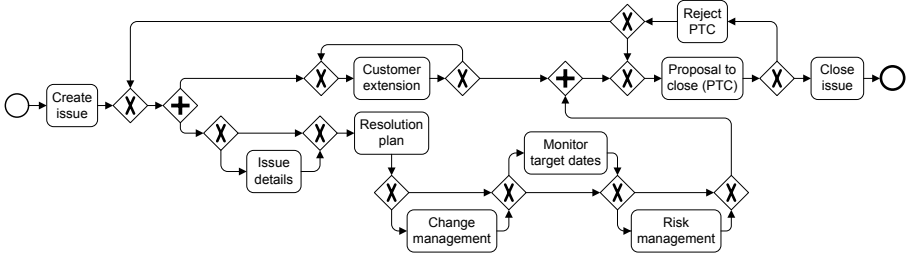 Reject
PTC
Customer
extension
Proposal to
close (PTC)
Close
issue
Create
issue
Resolution
plan
Issue
details
Monitor
target dates
Change
management
Risk
management